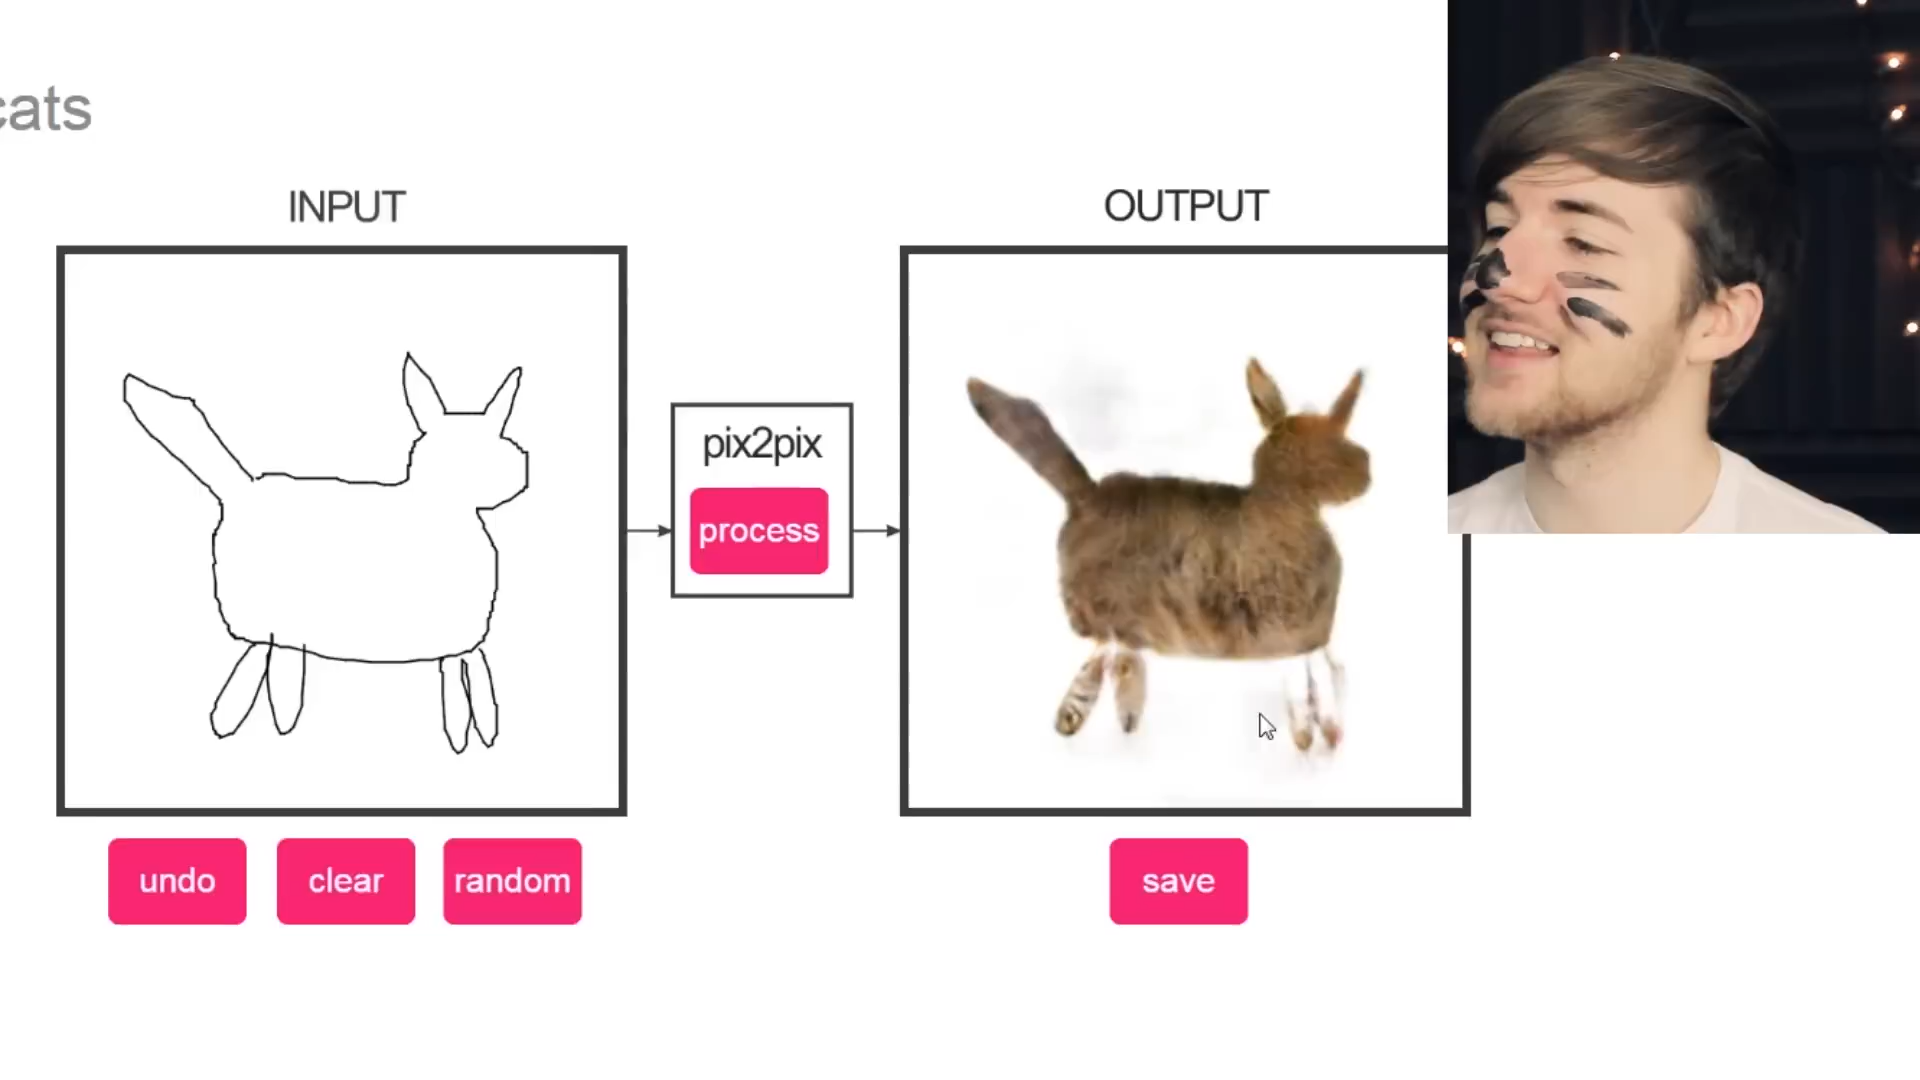 cats
INPUT
OUTPUT
pix2pix
process
undo
clear
random
save